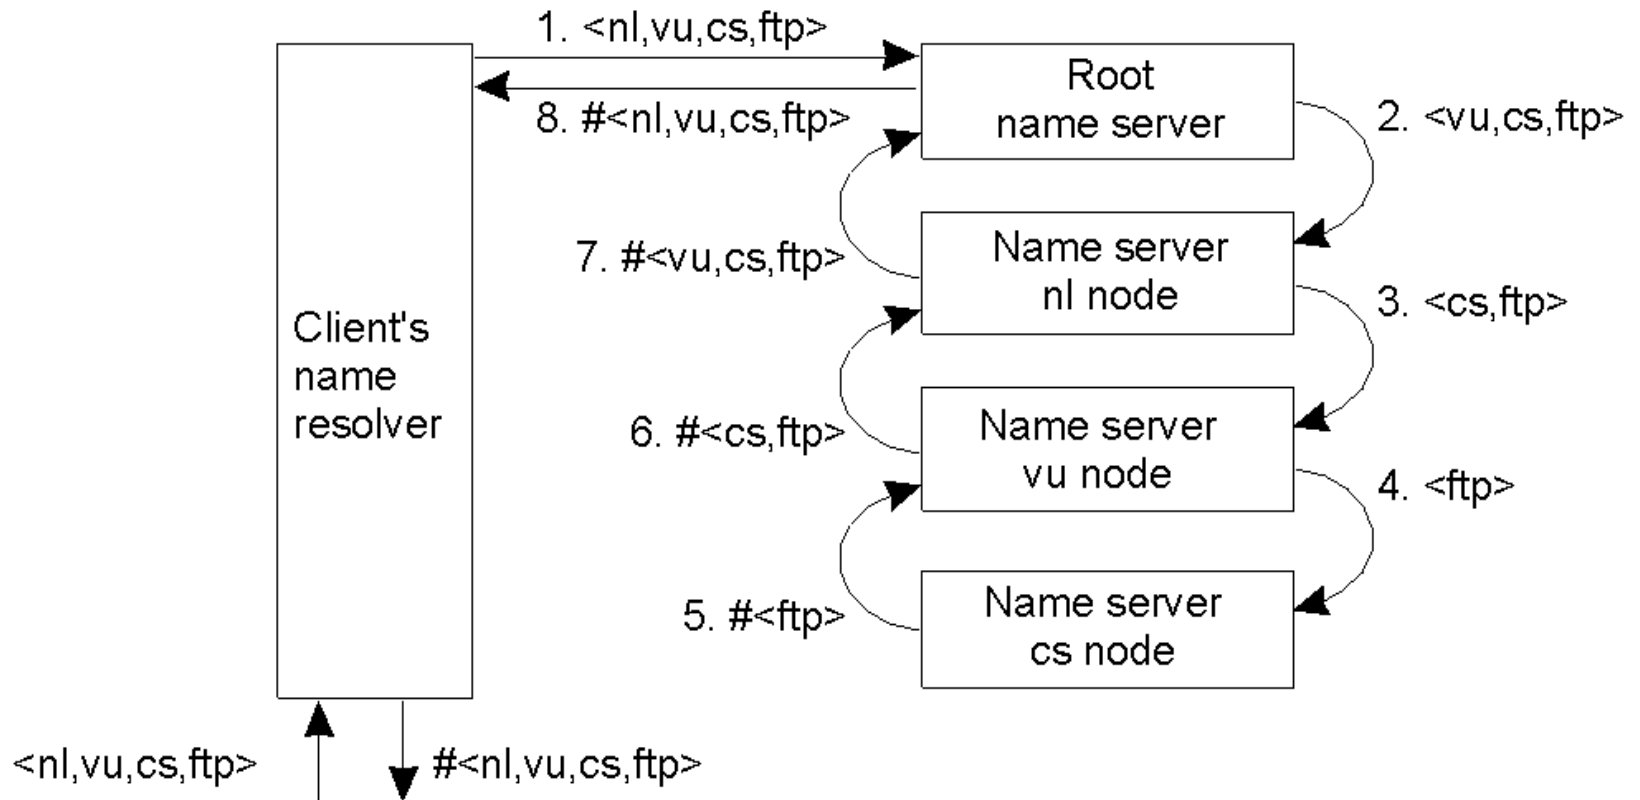 1. <nl,vu,cs,ftp>
Root
name server
8. #<nl,vu,cs,ftp>
2. <vu,cs,ftp>
Name server
nl node
7. #<vu,cs,ftp>
3. <cs,ftp>
Client's
name
resolver
Name server
vu node
6. #<cs,ftp>
4. <ftp>
Name server
cs node
5. #<ftp>
<nl,vu,cs,ftp>
#<nl,vu,cs,ftp>